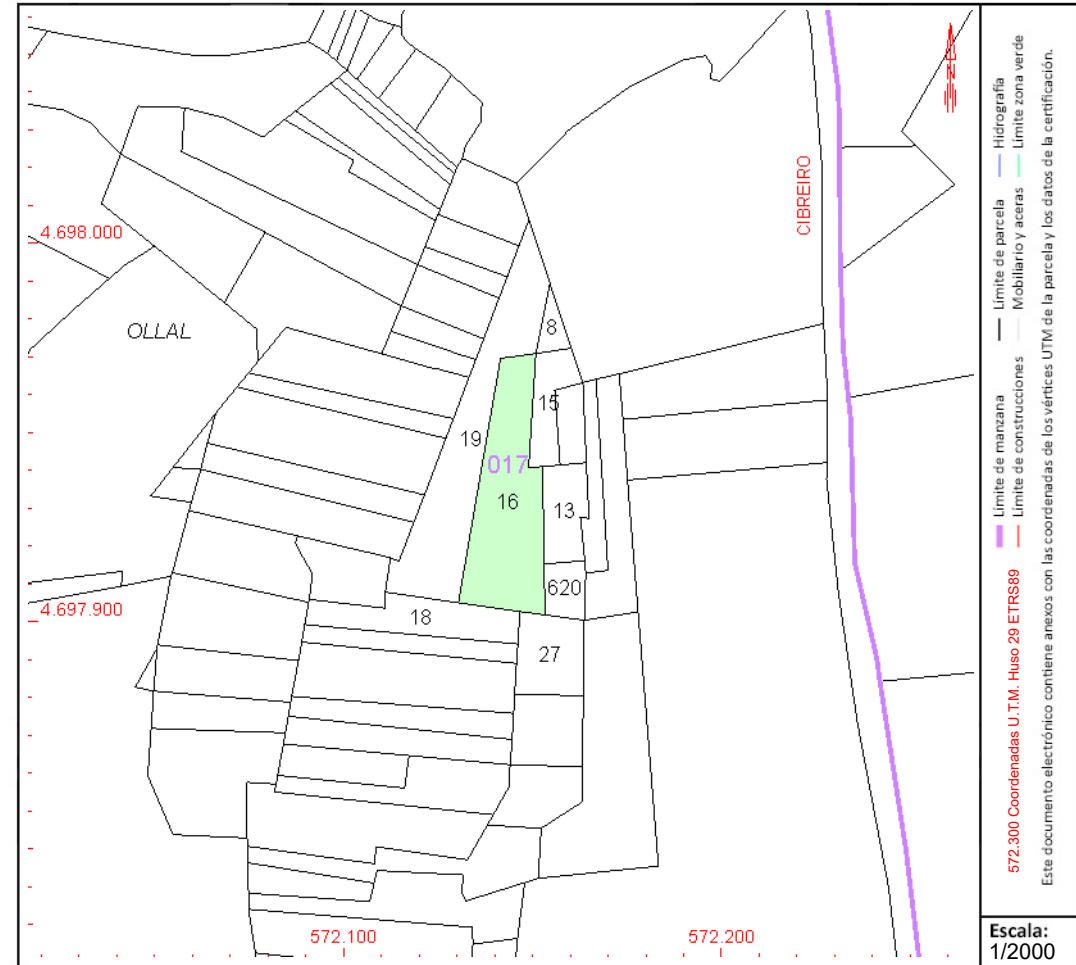 4.698.000
CIBREIRO
OLLAL
8
15
19
017
16
13
620
4.697.900
18
27
572.100
572.200
Límite de manzana
Límite de parcela
Hidrografía
Límite de construcciones
Mobiliario y aceras
Límite zona verde
572.300 Coordenadas U.T.M. Huso 29 ETRS89
Este documento electrónico contiene anexos con las coordenadas de los vértices UTM de la parcela y los datos de la certificación.
Escala:
1/2000